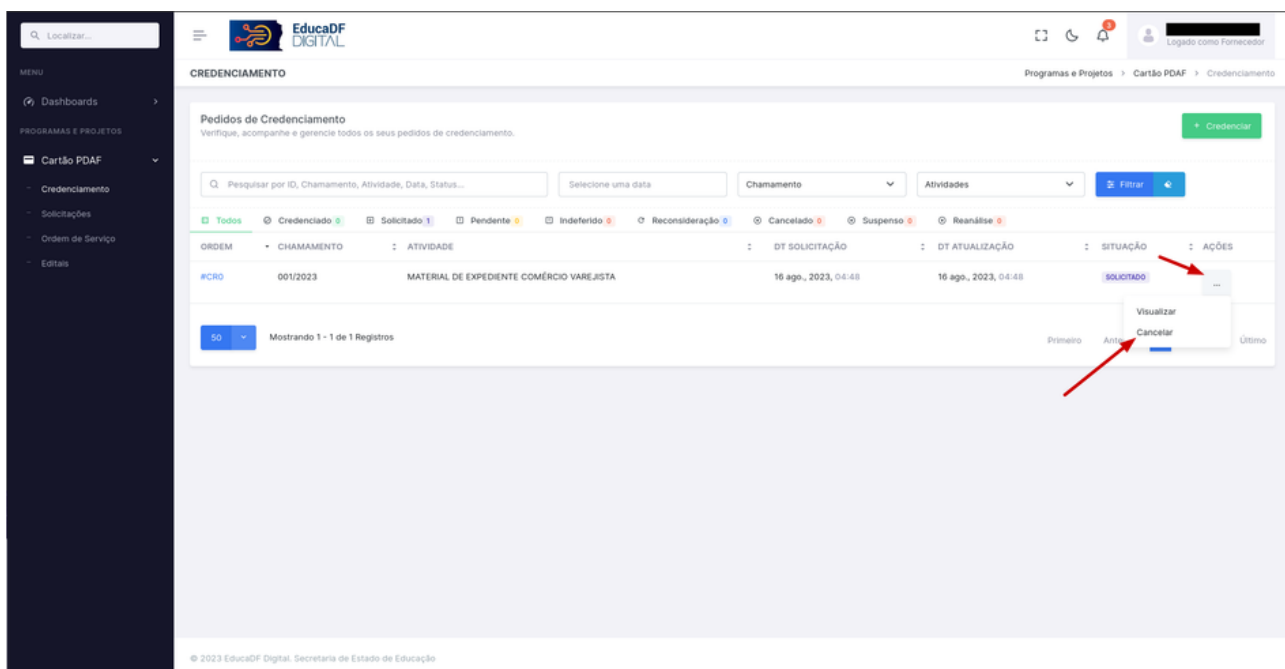 Localizar...
EducaDF
DIGITAL
3
Logado como Fornecedor
MENU
CREDENCIAMENTO
Programas e Projetos > Cartão PDAF > Credenciamento
Dashboards
PROGRAMAS E PROJETOS
Cartão PDAF
Credenciamento
Solicitações
Ordem de Serviço
Editais
Pedidos de Credenciamento
Verifique, acompanhe e gerencie todos os seus pedidos de credenciamento.
+ Credenciar
Pesquisar por ID, Chamamento, Atividade, Data, Status... Selecione uma data Chamamento Atividades Filtrar
Todos Credenciado 0 Solicitado 1 Pendente 0 Indeferido 0 Reconsideração 0 Cancelado 0 Suspenso 0 Reanálise 0
ORDEM CHAMAMENTO ATIVIDADE DT SOLICITAÇÃO DT ATUALIZAÇÃO SITUAÇÃO AÇÕES
#CR0 001/2023 MATERIAL DE EXPEDIENTE COMÉRCIO VAREJISTA 16 ago., 2023, 04:48 16 ago., 2023, 04:48 SOLICITADO ...
Visualizar
Cancelar
50 Mostrando 1 - 1 de 1 Registros
Primeiro Último
© 2023 EducaDF Digital. Secretaria de Estado de Educação